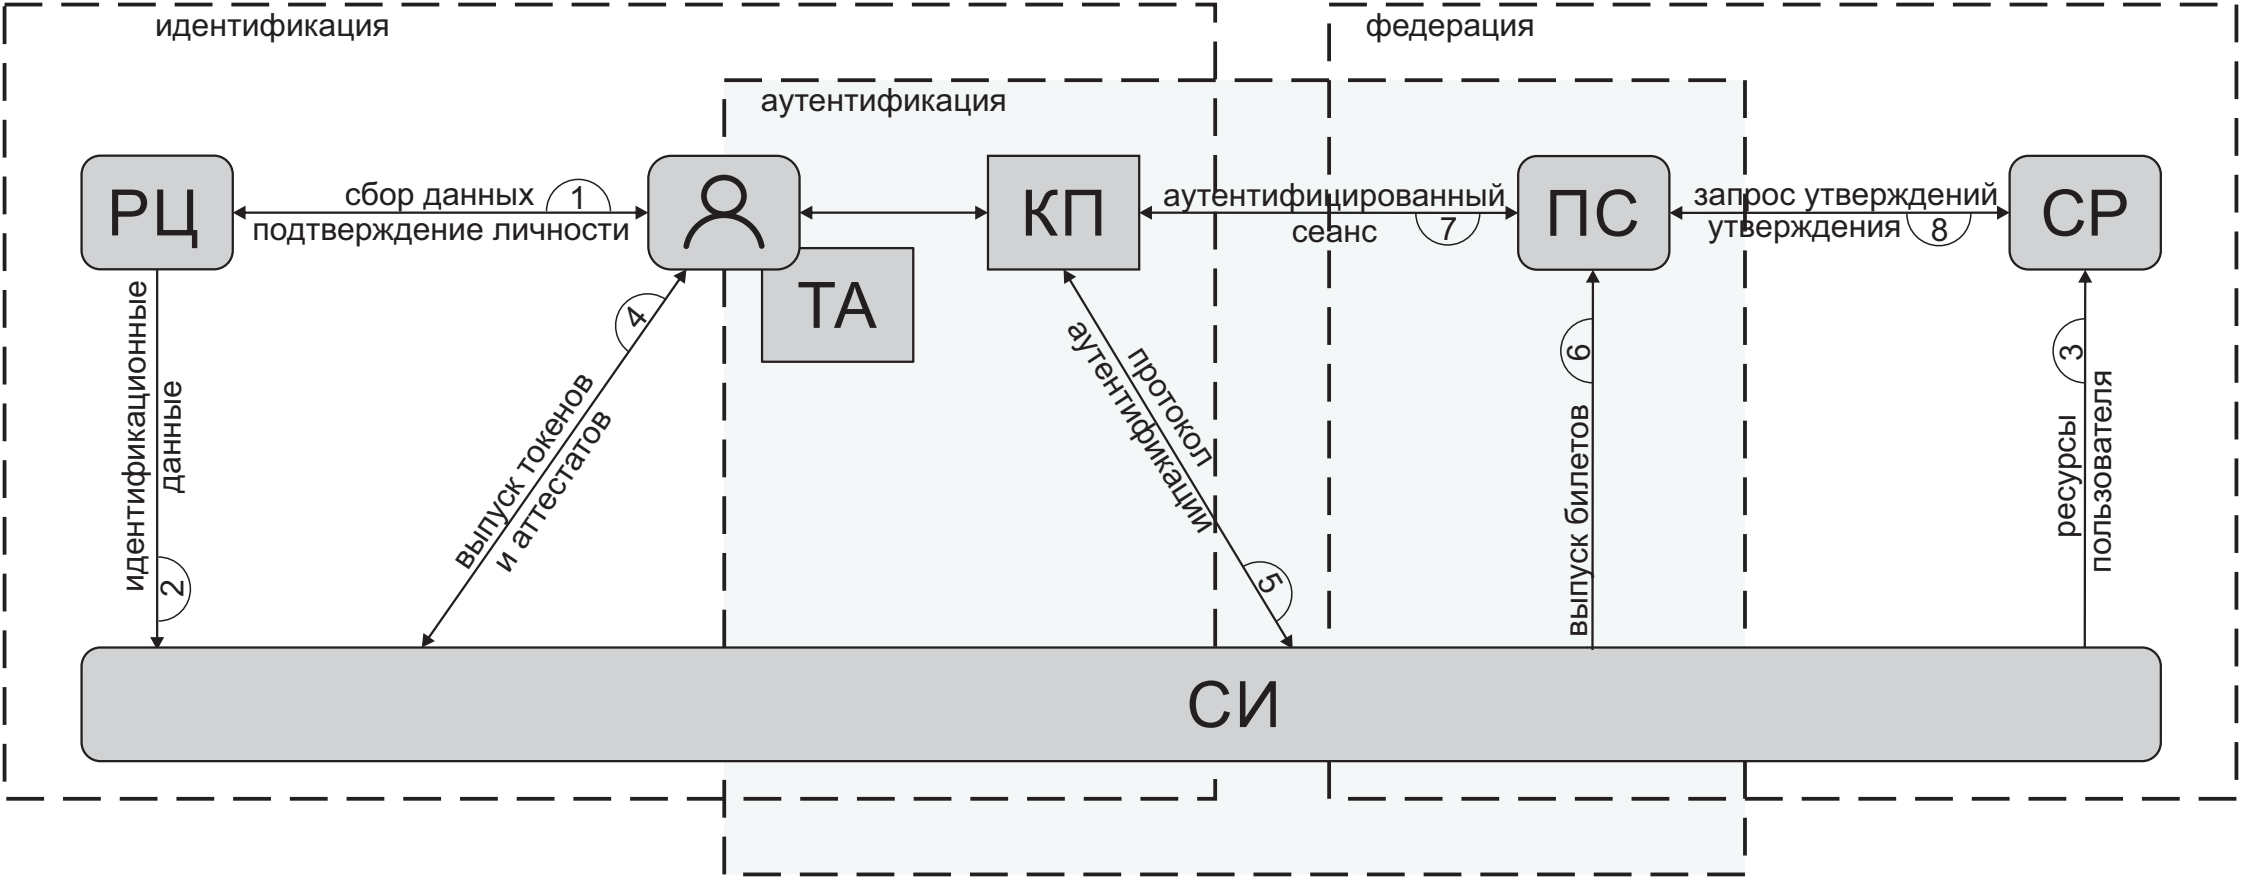 идентификация
федерация
аутентификация
РЦ
сбор данных
1
подтверждение личности
КП
аутентифицированный
сеанс
7
ПС
запрос утверждений
утверждения
8
СР
ТА
идентификационные
данные
2
4
выпуск токенов
и аттестатов
протокол
аутентификации
5
6
выпуск билетов
3
ресурсы
пользователя
СИ